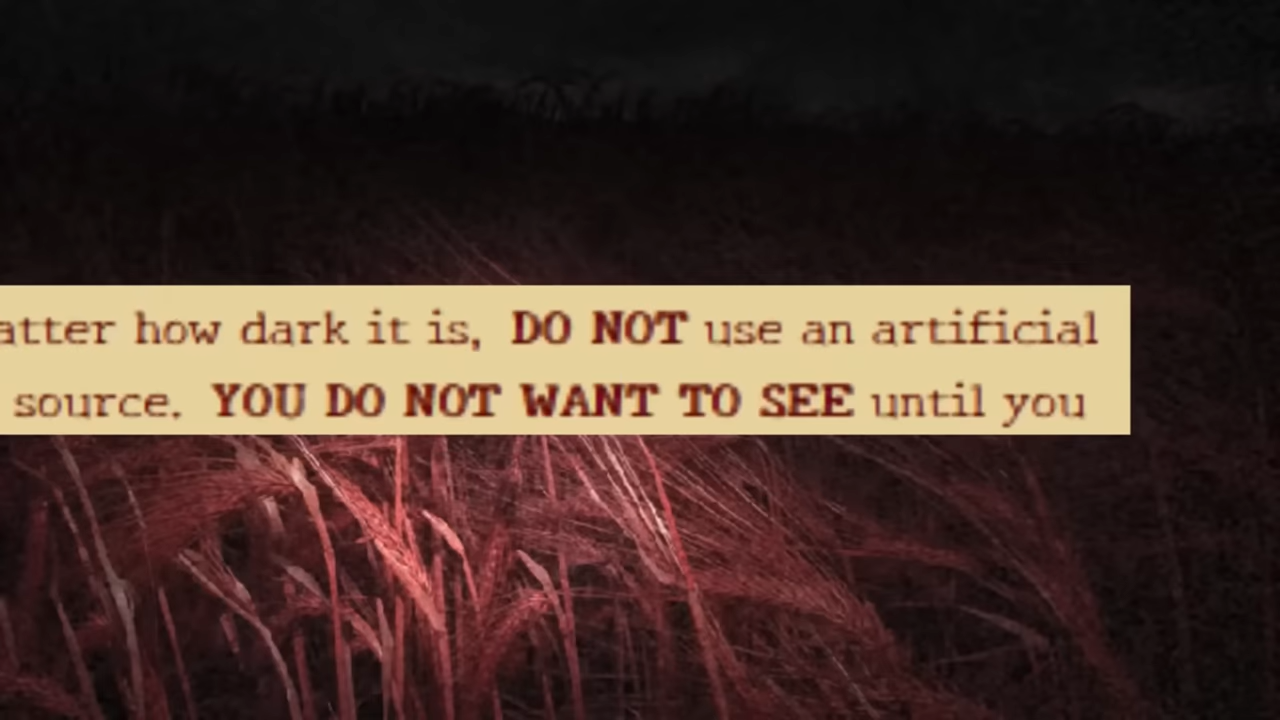 atter how dark it is, DO NOT use an artificial
source. YOU DO NOT WANT TO SEE until you